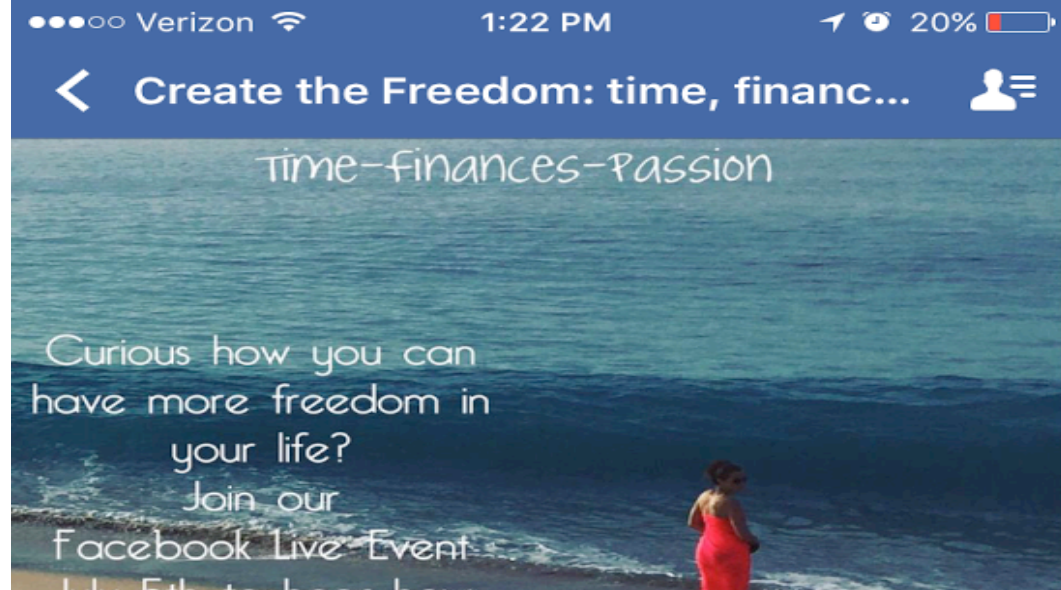 Verizon 1:22 PM 20%
Create the Freedom: time, financ...
Time-Finances-Passion
Curious how you can
have more freedom in
your life?
Join our
Facebook Live Event